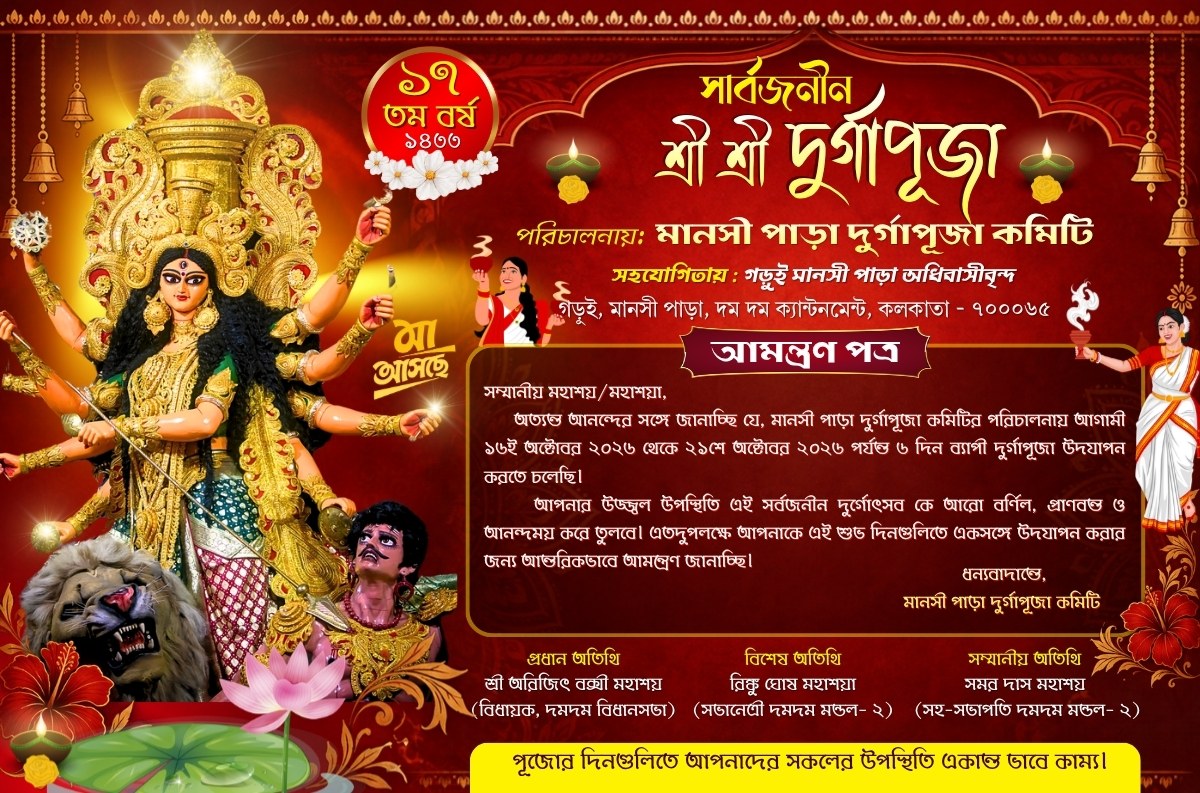 ১৭
তম বর্ষ
১৪৩৩
সার্বজনীন
শ্রী শ্রী দুর্গাপূজা
পরিচালনায়: মানসী পাড়া দুর্গাপূজা কমিটি
সহযোগিতায় : গড়ুই মানসী পাড়া অধিবাসীবৃন্দ
গড়ুই, মানসী পাড়া, দম দম ক্যান্টনমেন্ট, কলকাতা - ৭০০০৬৫
মা
আসছে
আমন্ত্রণ পত্র
সম্মানীয় মহাশয়/মহাশয়া,
অত্যন্ত আনন্দের সঙ্গে জানাচ্ছি যে, মানসী পাড়া দুর্গাপূজা কমিটির পরিচালনায় আগামী
১৬ই অক্টোবর ২০২৬ থেকে ২১শে অক্টোবর ২০২৬ পর্যন্ত ৬ দিন ব্যাপী দুর্গাপূজা উদযাপন
করতে চলেছি।
আপনার উজ্জ্বল উপস্থিতি এই সর্বজনীন দুর্গোৎসব কে আরো বর্ণিল, প্রাণবন্ত ও
আনন্দময় করে তুলবে। এতদুপলক্ষে আপনাকে এই শুভ দিনগুলিতে একসঙ্গে উদযাপন করার
জন্য আন্তরিকভাবে আমন্ত্রেণ জানাচ্ছি।
ধন্যবাদান্তে,
মানসী পাড়া দুর্গাপূজা কমিটি
প্রধান অতিথি
শ্রী অরিজিৎ বক্সী মহাশয়
(বিধায়ক, দমদম বিধানসভা)
বিশেষ অতিথি
রিঙ্কু ঘোষ মহাশয়া
(সভানেত্রী দমদম মন্ডল- ২)
সম্মানীয় অতিথি
সমর দাস মহাশয়
(সহ-সভাপতি দমদম মন্ডল- ২)
পূজোর দিনগুলিতে আপনাদের সকলের উপস্থিতি একান্ত ভাবে কাম্য।